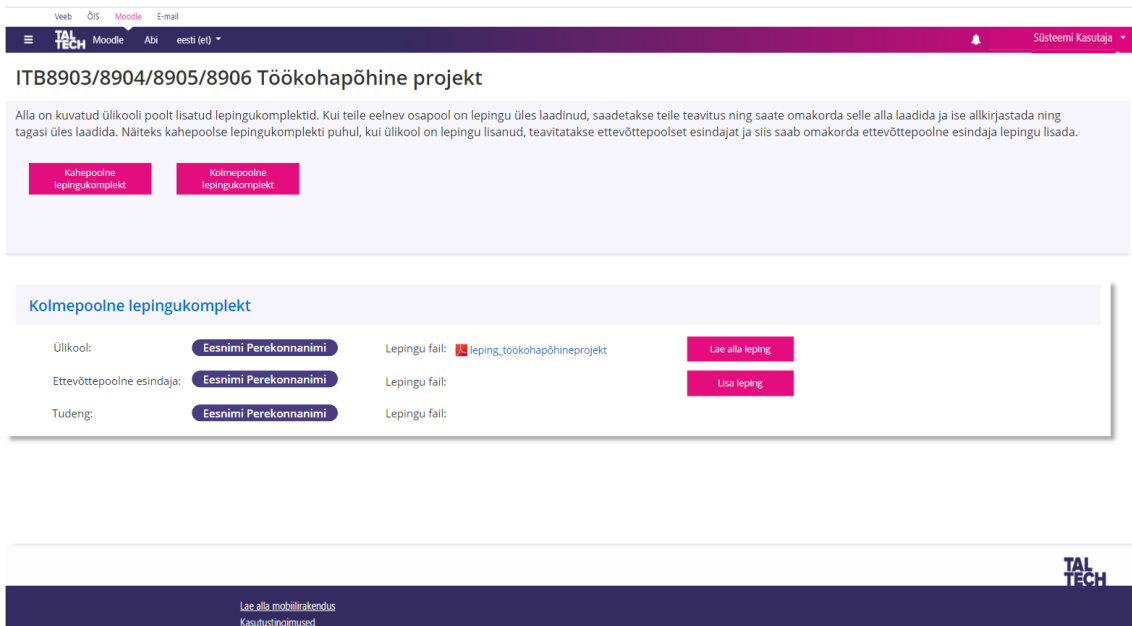 Veeb ÕIS Moodle E-mail
TAL TECH Moodle Abi eesti (et) Süsteemi Kasutaja
ITB8903/8904/8905/8906 Töökohapõhine projekt
Alla on kuvatud ülikooli poolt lisatud lepingukomplektid. Kui teile eelnev osapool on lepingu üles laadinud, saadetakse teile teavitus ning saate omakorda selle alla laadida ja ise allkirjastada ning
tagasi üles laadida. Näiteks kahepoolse lepingukomplekti puhul, kui ülikool on lepingu lisanud, teavitatakse ettevõttepoolset esindajat ja siis saab omakorda ettevõttepoolne esindaja lepingu lisada.
Kahepoolne lepingukomplekt
Kolmepoolne lepingukomplekt
Kolmepoolne lepingukomplekt
Ülikool: Eesnimi Perekonnanimi Lepingu fail: leping_töökohapõhineprojekt Lae alla leping
Ettevõttepoolne esindaja: Eesnimi Perekonnanimi Lepingu fail: Lisa leping
Tudeng: Eesnimi Perekonnanimi Lepingu fail:
TAL TECH
Lae alla mobiilirakendus
Kasutustingimused